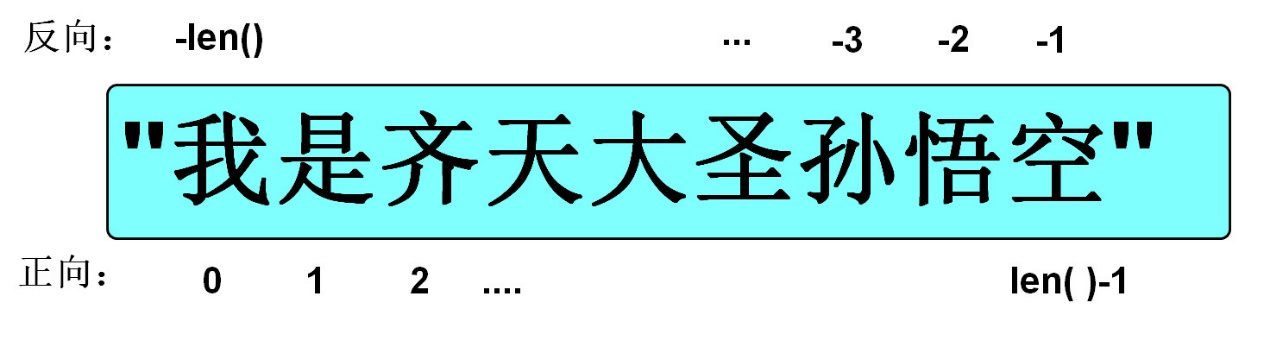 反向： -len() ... -3 -2 -1
"我是齐天大圣孙悟空"
正向： 0 1 2 .... len( )-1